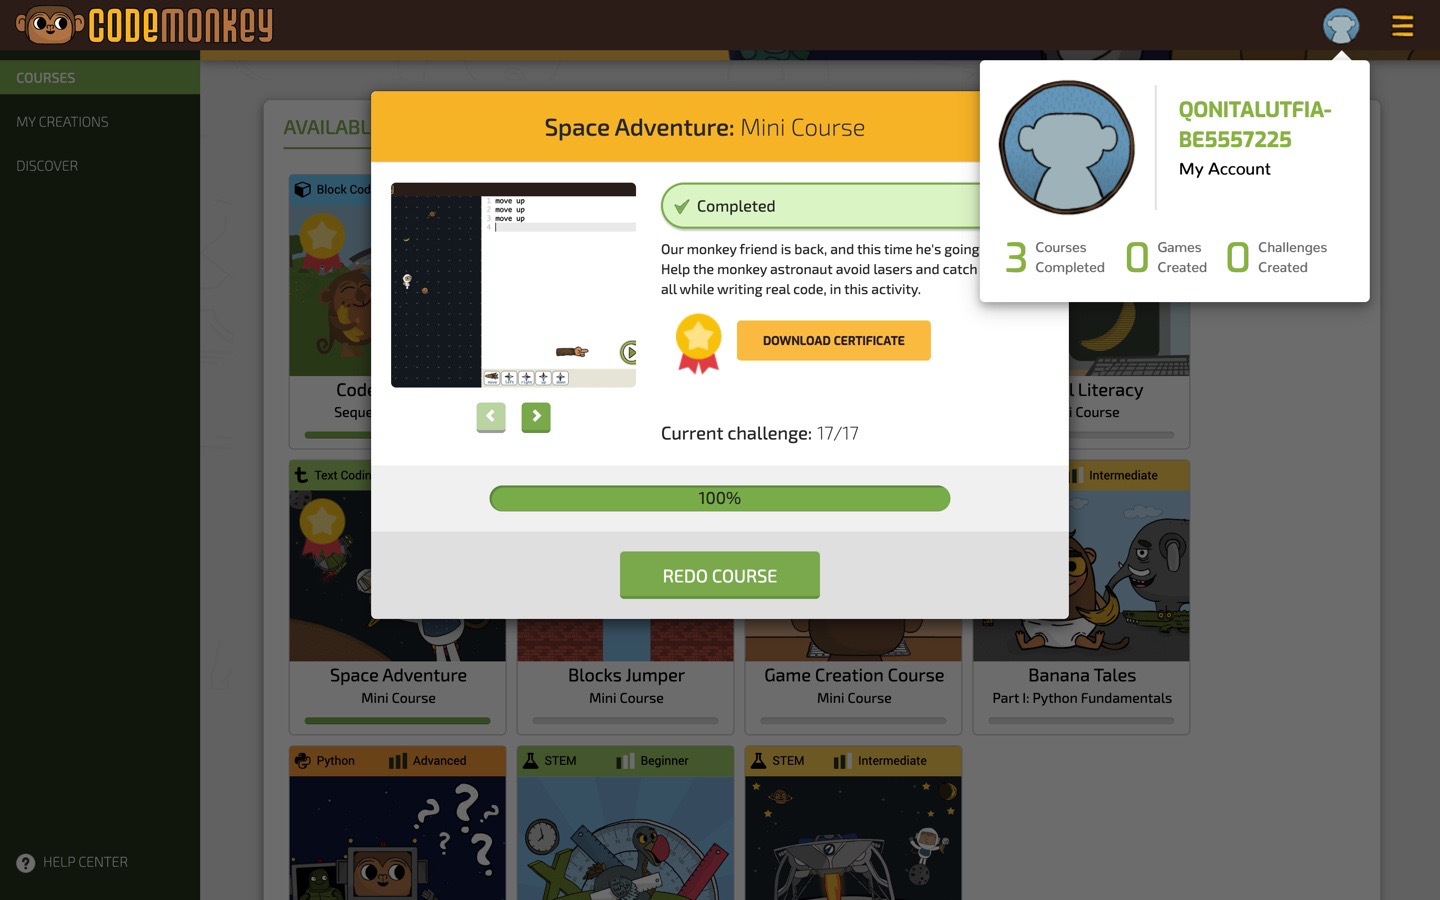 CODEMONKEY
COURSES
MY CREATIONS
DISCOVER
HELP CENTER
Space Adventure: Mini Course
1 move up
2 move up
3 move up
4
Completed
Our monkey friend is back, and this time he's going
Help the monkey astronaut avoid lasers and catch
all while writing real code, in this activity.
DOWNLOAD CERTIFICATE
Current challenge: 17/17
100%
REDO COURSE
QONITALUTFIA-
BE5557225
My Account
3 Courses Completed
0 Games Created
0 Challenges Created
AVAILABL
Block Cod
Code
Seque
l Literacy
i Course
Text Codin
Intermediate
Space Adventure
Mini Course
Blocks Jumper
Mini Course
Game Creation Course
Mini Course
Banana Tales
Part I: Python Fundamentals
Python Advanced
STEM Beginner
STEM Intermediate